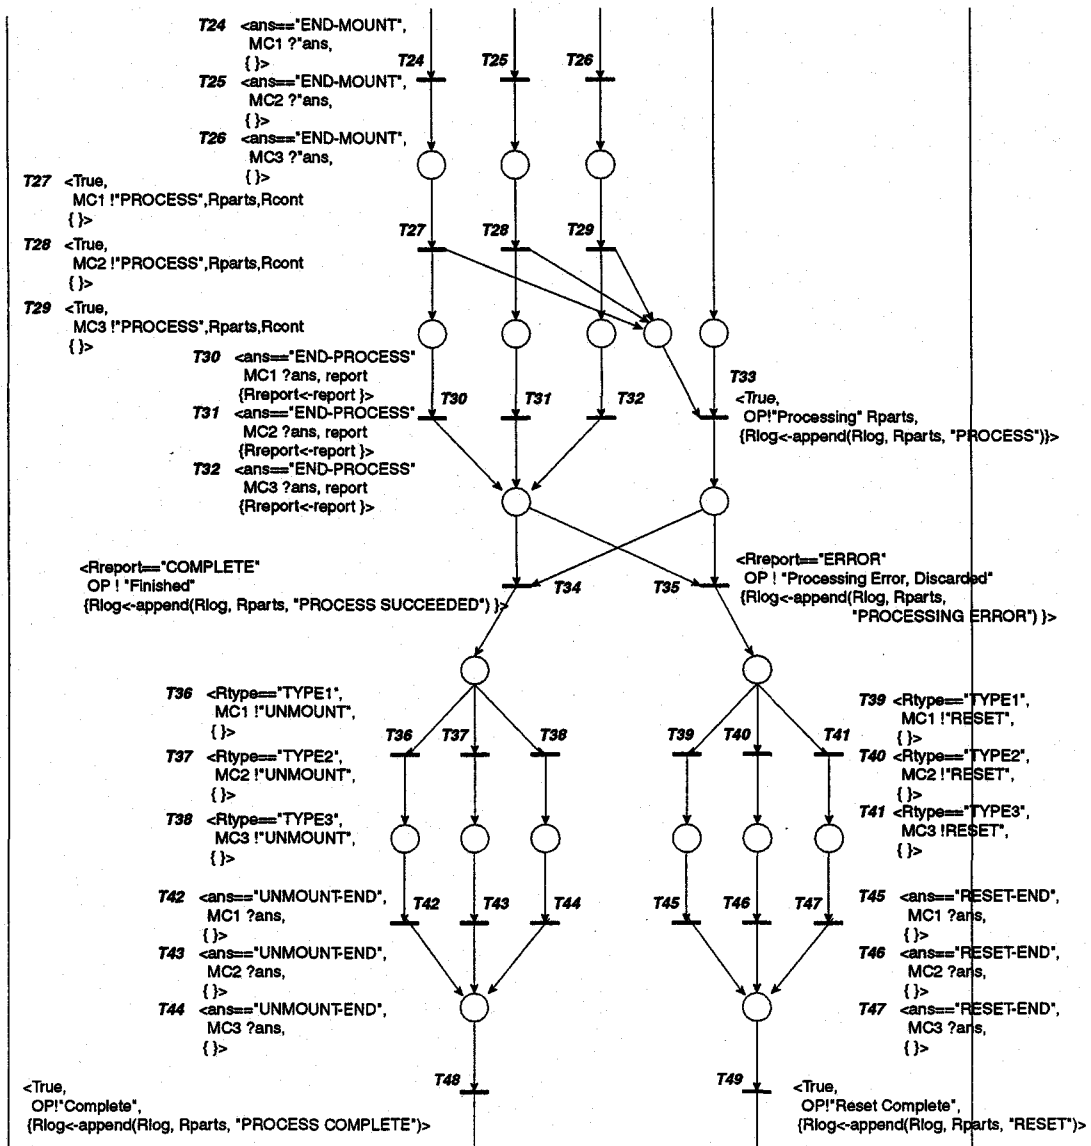 T24 <ans=="END-MOUNT",
MC1 ?"ans,
{ }>
T25 <ans=="END-MOUNT",
MC2 ?"ans,
{ }>
T26 <ans=="END-MOUNT",
MC3 ?"ans,
{ }>
T24 T25 T26
T27 <True,
MC1 !"PROCESS",Rparts,Rcont
{ }>
T28 <True,
MC2 !"PROCESS",Rparts,Rcont
{ }>
T29 <True,
MC3 !"PROCESS",Rparts,Rcont
{ }>
T27 T28 T29
T30 <ans=="END-PROCESS"
MC1 ?ans, report
{Rreport<-report }>
T31 <ans=="END-PROCESS"
MC2 ?ans, report
{Rreport<-report }>
T32 <ans=="END-PROCESS"
MC3 ?ans, report
{Rreport<-report }>
T30 T31 T32
T33
<True,
OP!"Processing" Rparts,
{Rlog<-append(Rlog, Rparts, "PROCESS")}>
<Rreport=="COMPLETE"
OP ! "Finished"
{Rlog<-append(Rlog, Rparts, "PROCESS SUCCEEDED") }>
T34 T35
<Rreport=="ERROR"
OP ! "Processing Error, Discarded"
{Rlog<-append(Rlog, Rparts,
"PROCESSING ERROR") }>
T36 <Rtype=="TYPE1",
MC1 !"UNMOUNT",
{ }>
T37 <Rtype=="TYPE2",
MC2 !"UNMOUNT",
{ }>
T38 <Rtype=="TYPE3",
MC3 !"UNMOUNT",
{ }>
T36 T37 T38
T39 T40 T41
T39 <Rtype=="TYPE1",
MC1 !"RESET",
{ }>
T40 <Rtype=="TYPE2",
MC2 !"RESET",
{ }>
T41 <Rtype=="TYPE3",
MC3 !RESET",
{ }>
T42 <ans=="UNMOUNT-END",
MC1 ?ans,
{ }>
T43 <ans=="UNMOUNT-END",
MC2 ?ans,
{ }>
T44 <ans=="UNMOUNT-END",
MC3 ?ans,
{ }>
T42 T43 T44
T45 T46 T47
T45 <ans=="RESET-END",
MC1 ?ans,
{ }>
T46 <ans=="RESET-END",
MC2 ?ans,
{ }>
T47 <ans=="RESET-END",
MC3 ?ans,
{ }>
T48 T49
<True,
OP!"Complete",
{Rlog<-append(Rlog, Rparts, "PROCESS COMPLETE")>
<True,
OP!"Reset Complete",
{Rlog<-append(Rlog, Rparts, "RESET")>